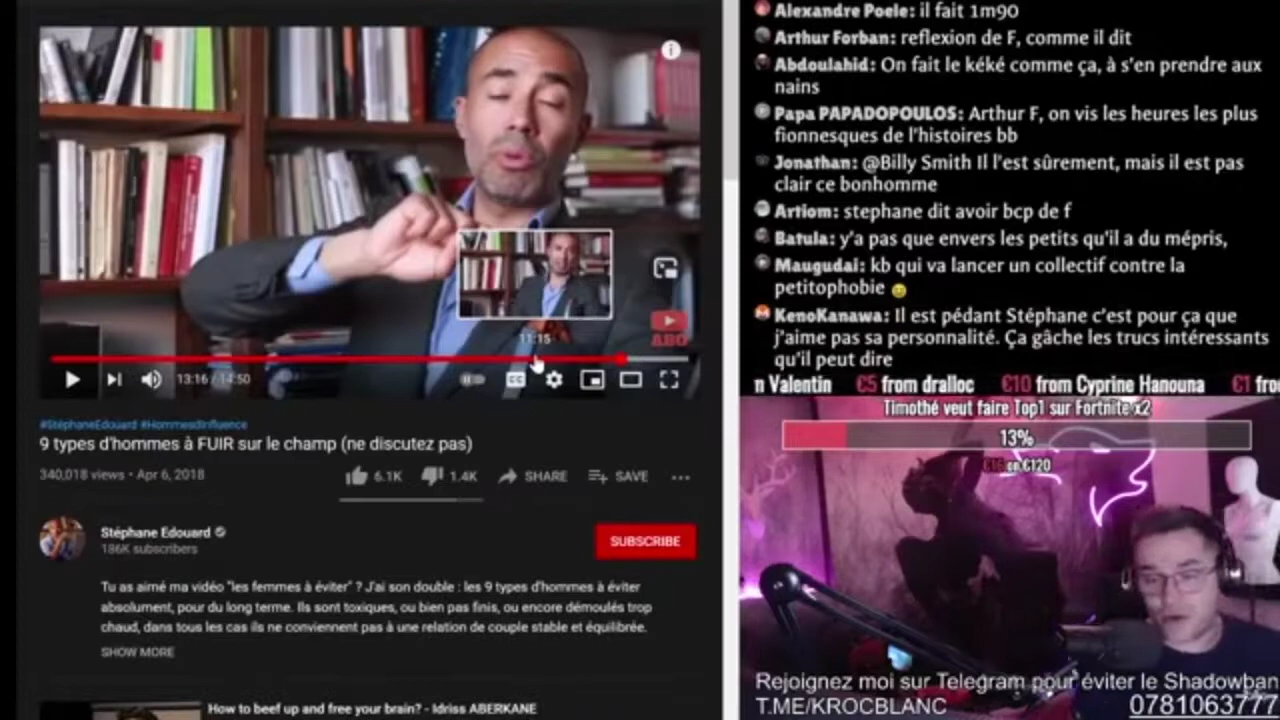 11:15
ABO
13:16 / 14:50
CC
#StéphaneEdouard #HommesdInfluence
9 types d'hommes à FUIR sur le champ (ne discutez pas)
340,018 views • Apr 6, 2018
6.1K
1.4K
SHARE
SAVE
Stéphane Edouard
186K subscribers
SUBSCRIBE
Tu as aimé ma vidéo "les femmes à éviter" ? J'ai son double : les 9 types d'hommes à éviter
absolument, pour du long terme. Ils sont toxiques, ou bien pas finis, ou encore démoulés trop
chaud, dans tous les cas ils ne conviennent pas à une relation de couple stable et équilibrée.
SHOW MORE
How to beef up and free your brain? - Idriss ABERKANE
Alexandre Poele: il fait 1m90
Arthur Forban: reflexion de F, comme il dit
Abdoulahid: On fait le kéké comme ça, à s'en prendre aux
nains
Papa PAPADOPOULOS: Arthur F, on vis les heures les plus
fionnesques de l'histoires bb
Jonathan: @Billy Smith Il l'est sûrement, mais il est pas
clair ce bonhomme
Artiom: stephane dit avoir bcp de f
Batula: y'a pas que envers les petits qu'il a du mépris,
Maugudai: kb qui va lancer un collectif contre la
petitophobie
KenoKanawa: Il est pédant Stéphane c'est pour ça que
j'aime pas sa personnalité. Ça gâche les trucs intéressants
qu'il peut dire
n Valentin €5 from dralloc €10 from Cyprine Hanouna €1 fro
Timothé veut faire Top1 sur Fortnite x2
13%
€16 on €120
Rejoignez moi sur Telegram pour éviter le Shadowban
T.ME/KROCBLANC
0781063777